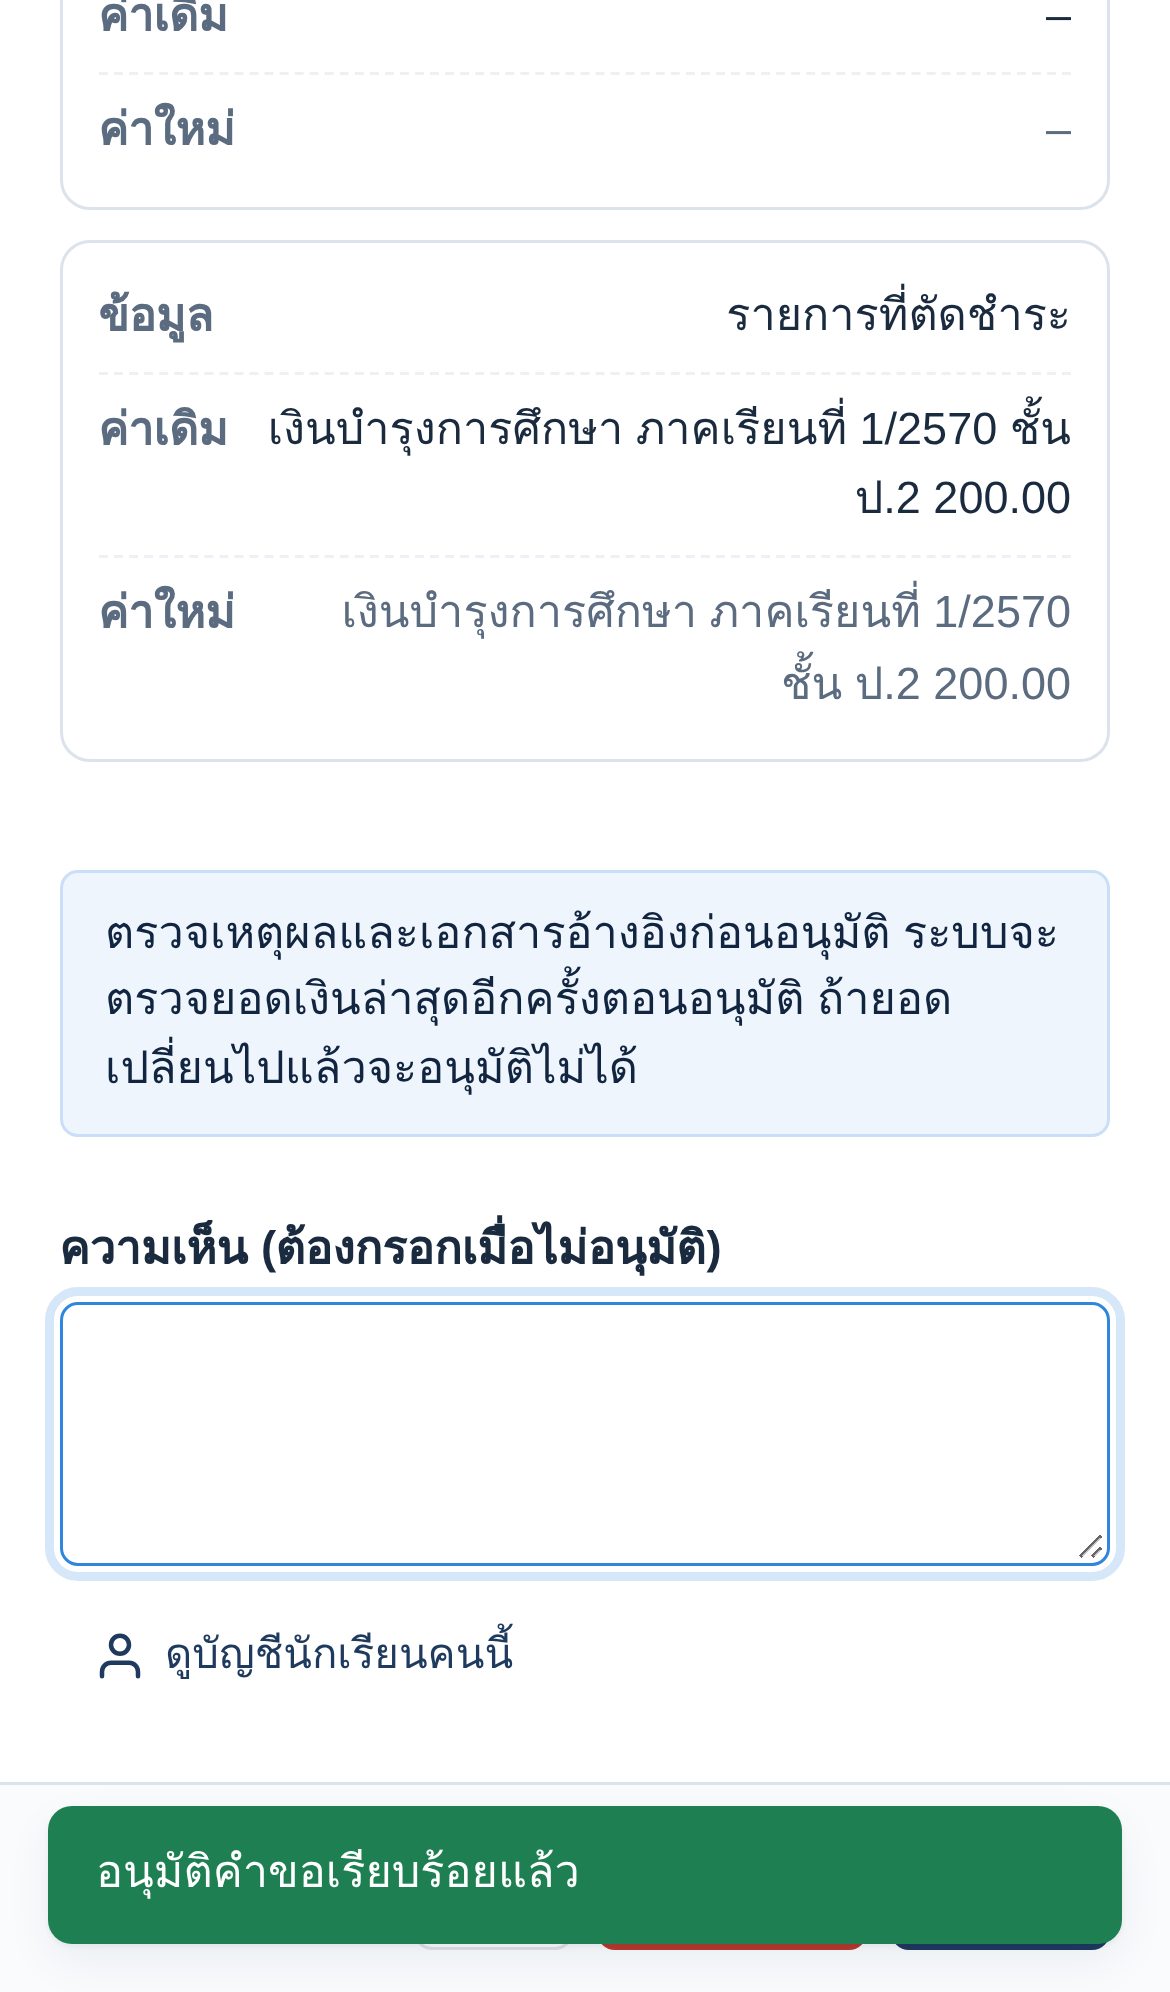 ค่าเดิม –
ค่าใหม่ –
ข้อมูล รายการที่ตัดชำระ
ค่าเดิม เงินบำรุงการศึกษา ภาคเรียนที่ 1/2570 ชั้น
ป.2 200.00
ค่าใหม่ เงินบำรุงการศึกษา ภาคเรียนที่ 1/2570
ชั้น ป.2 200.00
ตรวจเหตุผลและเอกสารอ้างอิงก่อนอนุมัติ ระบบจะ
ตรวจยอดเงินล่าสุดอีกครั้งตอนอนุมัติ ถ้ายอด
เปลี่ยนไปแล้วจะอนุมัติไม่ได้
ความเห็น (ต้องกรอกเมื่อไม่อนุมัติ)
ดูบัญชีนักเรียนคนนี้
อนุมัติคำขอเรียบร้อยแล้ว